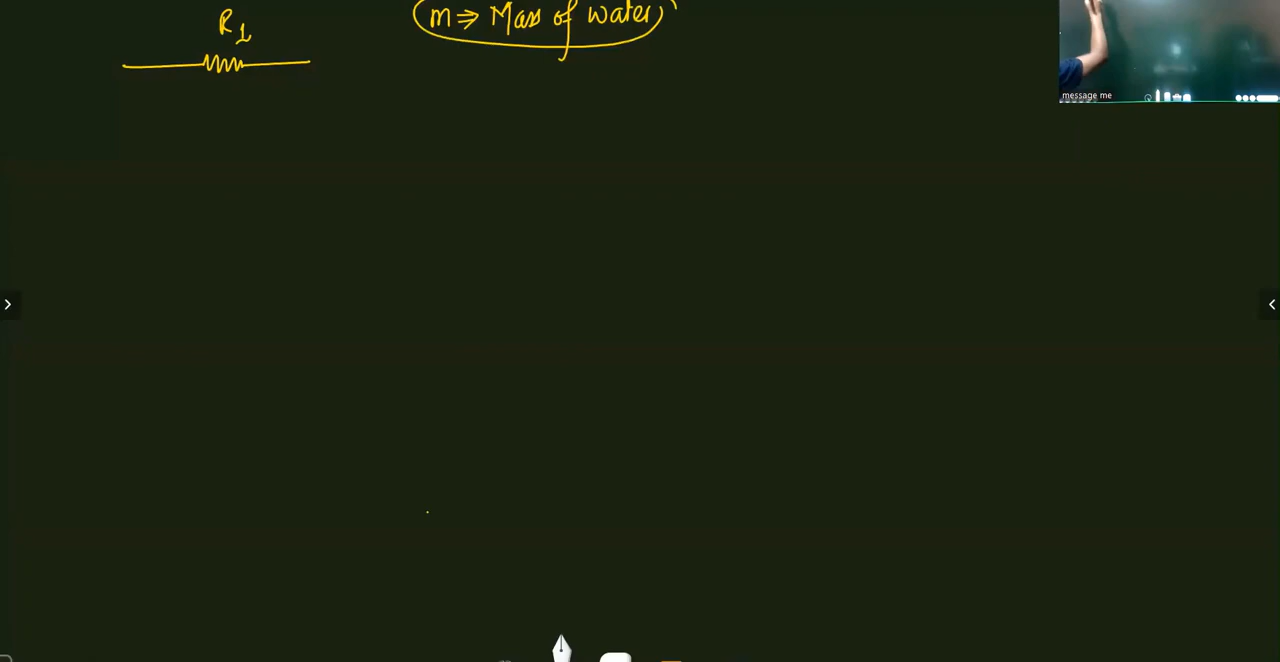 R1
(m ⇒ Mass of water)
message me